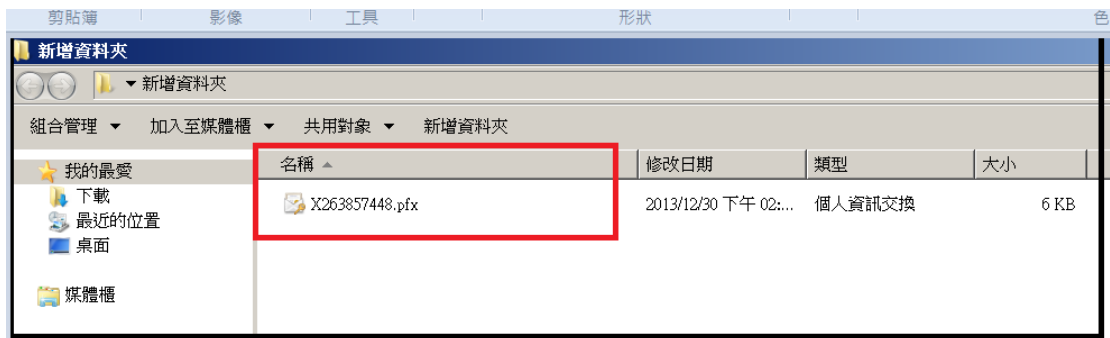 剪貼簿 影像 工具 形狀 色
新增資料夾
新增資料夾
組合管理 加入至媒體櫃 共用對象 新增資料夾
我的最愛 名稱 修改日期 類型 大小
下載 X263857448.pfx 2013/12/30 下午 02:... 個人資訊交換 6 KB
最近的位置
桌面
媒體櫃